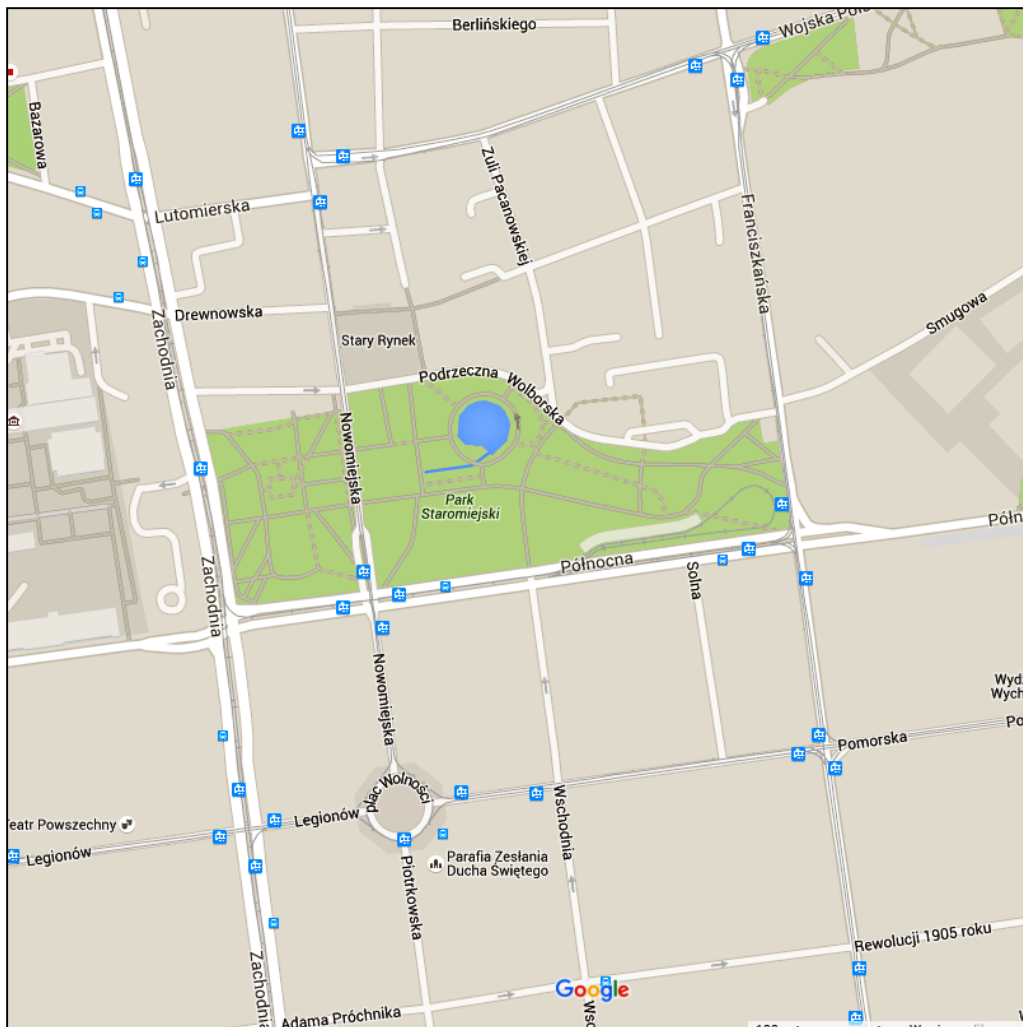 Berlińskiego
Wojska Pols
Bazarowa
Zuli Pacanowskiej
Lutomierska
Franciszkańska
Drewnowska
Zachodnia
Smugowa
Stary Rynek
Podrzeczna
Wolborska
Nowomiejska
Park
Staromiejski
Półn
Północna
Zachodnia
Solna
Nowomiejska
Wydz
Wych
Pomorska
Po
plac Wolności
Legionów
Wschodnia
Teatr Powszechny
Legionów
Parafia Zesłania
Ducha Świętego
Piotrkowska
Rewolucji 1905 roku
Zachodnia
Google
Adama Próchnika
Wsc